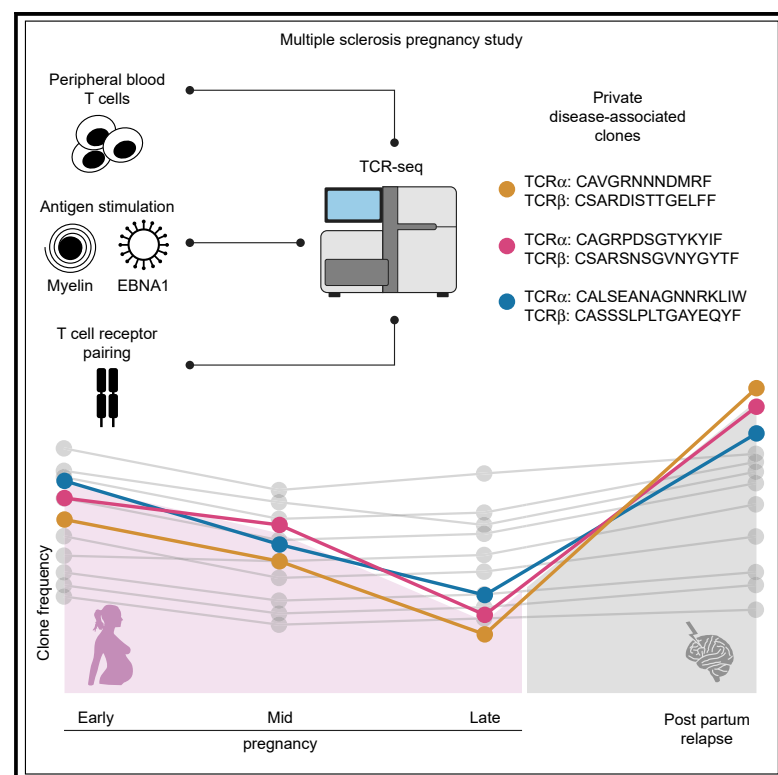 Multiple sclerosis pregnancy study
Peripheral blood
T cells
Antigen stimulation
Myelin
EBNA1
T cell receptor
pairing
TCR-seq
Private
disease-associated
clones
TCRα: CAVGRNNNDMRF
TCRβ: CSARDISTTGELFF
TCRα: CAGRPDSGTYKYIF
TCRβ: CSARSNSGVNYGYTF
TCRα: CALSEANAGNNRKLIW
TCRβ: CASSSLPLTGAYEQYF
Clone frequency
Early
Mid
Late
pregnancy
Post partum
relapse